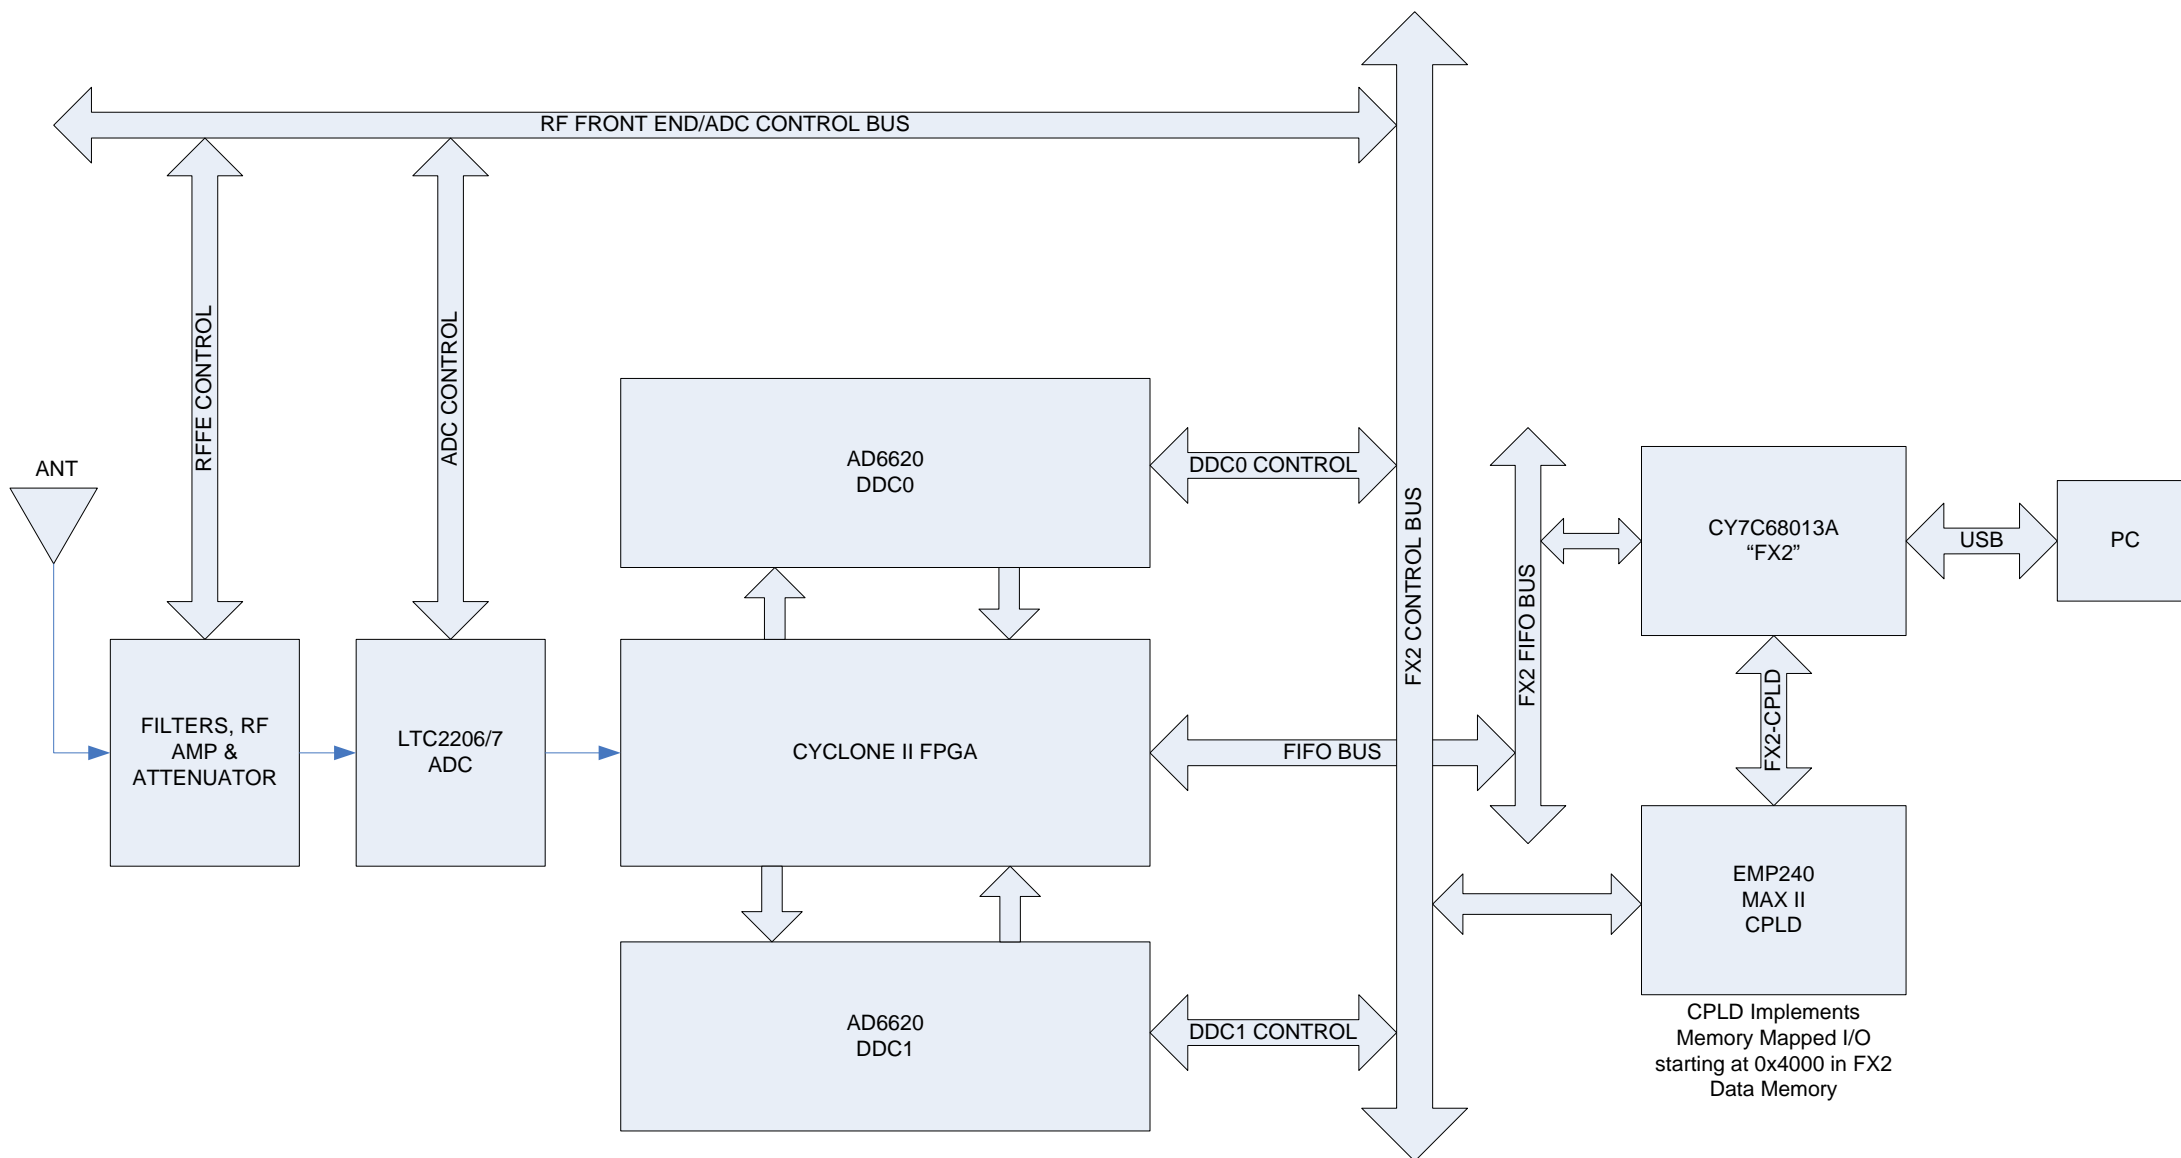 RF FRONT END/ADC CONTROL BUS
RFFE CONTROL
ADC CONTROL
ANT
AD6620
DDC0
DDC0 CONTROL
FX2 CONTROL BUS
FX2 FIFO BUS
CY7C68013A
“FX2”
USB
PC
FILTERS, RF
AMP &
ATTENUATOR
LTC2206/7
ADC
CYCLONE II FPGA
FIFO BUS
FX2-CPLD
EMP240
MAX II
CPLD
AD6620
DDC1
DDC1 CONTROL
CPLD Implements
Memory Mapped I/O
starting at 0x4000 in FX2
Data Memory